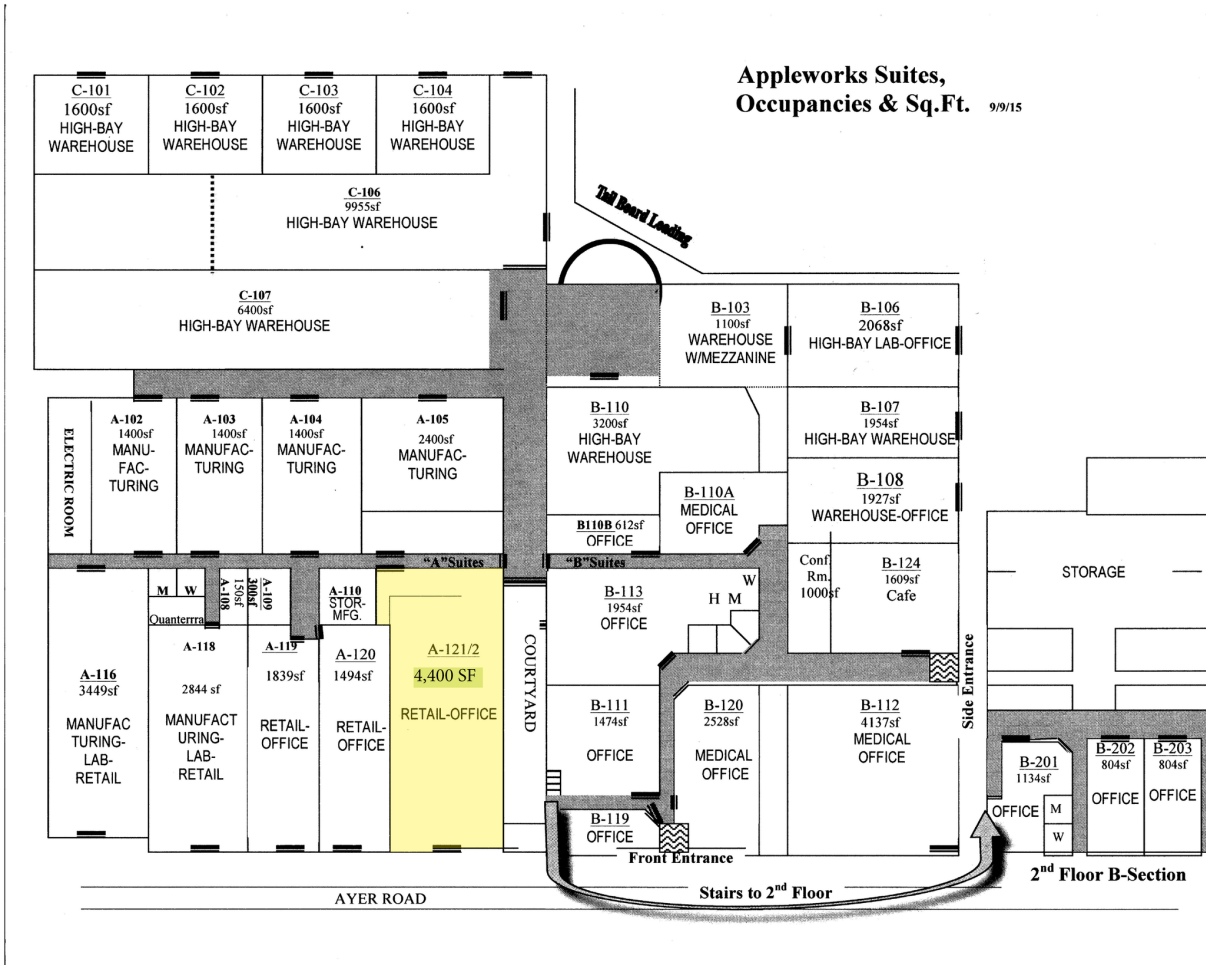 Appleworks Suites,
Occupancies & Sq.Ft. 9/9/15
C-101
1600sf
HIGH-BAY
WAREHOUSE
C-102
1600sf
HIGH-BAY
WAREHOUSE
C-103
1600sf
HIGH-BAY
WAREHOUSE
C-104
1600sf
HIGH-BAY
WAREHOUSE
C-106
9955sf
HIGH-BAY WAREHOUSE
Tail Board Loading
C-107
6400sf
HIGH-BAY WAREHOUSE
B-103
1100sf
WAREHOUSE
W/MEZZANINE
B-106
2068sf
HIGH-BAY LAB-OFFICE
ELECTRIC ROOM
A-102
1400sf
MANU-
FAC-
TURING
A-103
1400sf
MANUFAC-
TURING
A-104
1400sf
MANUFAC-
TURING
A-105
2400sf
MANUFAC-
TURING
B-110
3200sf
HIGH-BAY
WAREHOUSE
B-107
1954sf
HIGH-BAY WAREHOUSE
B-110A
MEDICAL
OFFICE
B-108
1927sf
WAREHOUSE-OFFICE
B110B 612sf
OFFICE
"A"Suites
"B"Suites
Conf.
Rm.
1000sf
B-124
1609sf
Cafe
STORAGE
M
W
Quanterrra
A-108
150sf
A-109
300sf
A-110
STOR-
MFG.
B-113
1954sf
OFFICE
W
H M
A-116
3449sf
MANUFAC
TURING-
LAB-
RETAIL
A-118
2844 sf
MANUFACT
URING-
LAB-
RETAIL
A-119
1839sf
RETAIL-
OFFICE
A-120
1494sf
RETAIL-
OFFICE
A-121/2
4,400 SF
RETAIL-OFFICE
COURTYARD
B-111
1474sf
OFFICE
B-120
2528sf
MEDICAL
OFFICE
B-112
4137sf
MEDICAL
OFFICE
Side Entrance
B-201
1134sf
OFFICE
M
W
B-202
804sf
OFFICE
B-203
804sf
OFFICE
B-119
OFFICE
Front Entrance
2nd Floor B-Section
Stairs to 2nd Floor
AYER ROAD